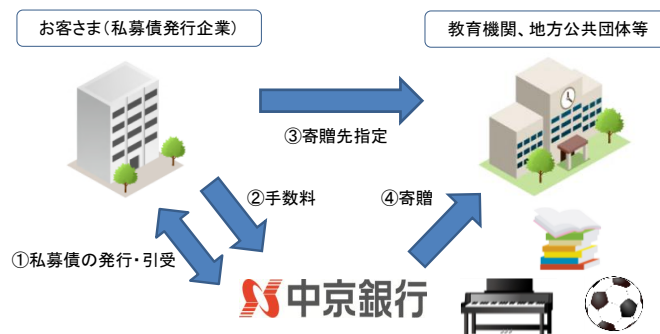 お客さま(私募債発行企業)
教育機関、地方公共団体等
③寄贈先指定
②手数料
④寄贈
①私募債の発行・引受
中京銀行